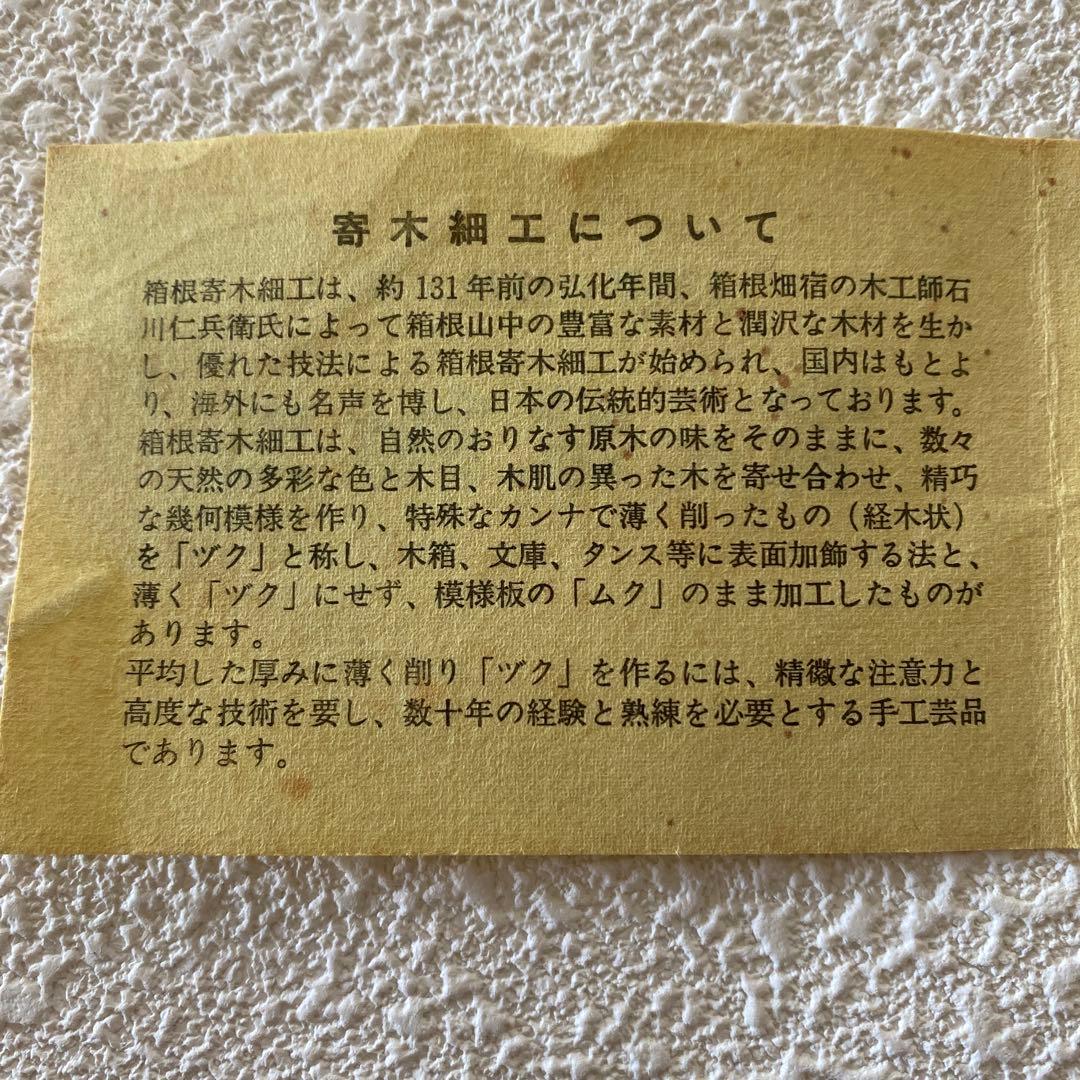 寄木細工について
箱根寄木細工は、約131年前の弘化年間、箱根畑宿の木工師石
川仁兵衛氏によって箱根山中の豊富な素材と潤沢な木材を生か
し、優れた技法による箱根寄木細工が始められ、国内はもとよ
り、海外にも名声を博し、日本の伝統的芸術となっております。
箱根寄木細工は、自然のおりなす原木の味をそのままに、数々
の天然の多彩な色と木目、木肌の異った木を寄せ合わせ、精巧
な幾何模様を作り、特殊なカンナで薄く削ったもの（経木状）
を「ヅク」と称し、木箱、文庫、タンス等に表面加飾する法と、
薄く「ヅク」にせず、模様板の「ムク」のまま加工したものが
あります。
平均した厚みに薄く削り「ヅク」を作るには、精微な注意力と
高度な技術を要し、数十年の経験と熟練を必要とする手工芸品
であります。